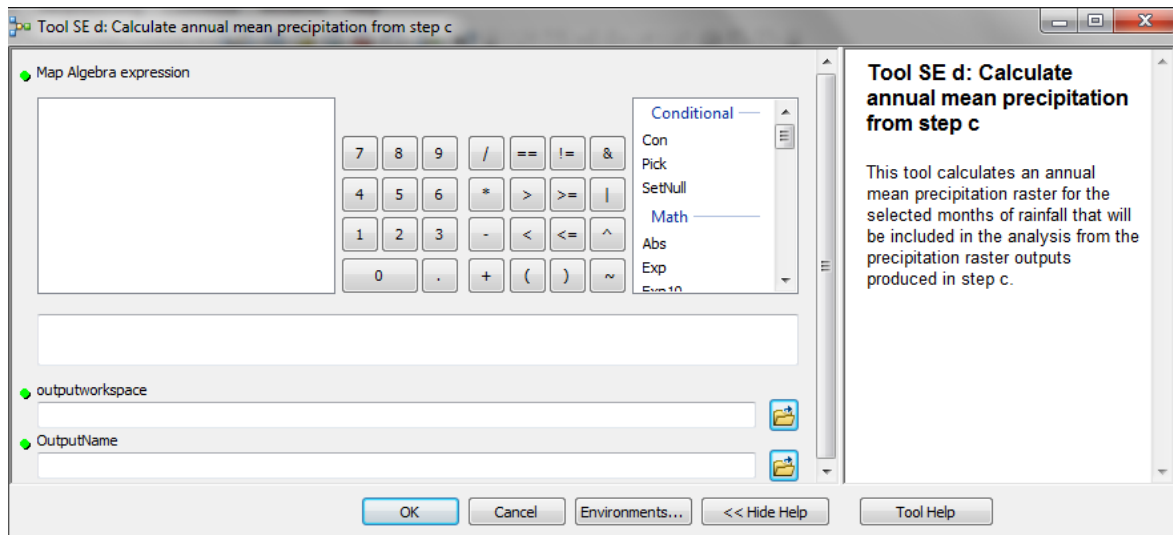 Tool SE d: Calculate annual mean precipitation from step c
Map Algebra expression
Conditional
Con
Pick
SetNull
Math
Abs
Exp
Exp10
7 8 9 / == != &
4 5 6 * > >= |
1 2 3 - < <= ^
0 . + ( ) ~
outputworkspace
OutputName
OK Cancel Environments... << Hide Help Tool Help
Tool SE d: Calculate
annual mean precipitation
from step c
This tool calculates an annual
mean precipitation raster for the
selected months of rainfall that will
be included in the analysis from the
precipitation raster outputs
produced in step c.